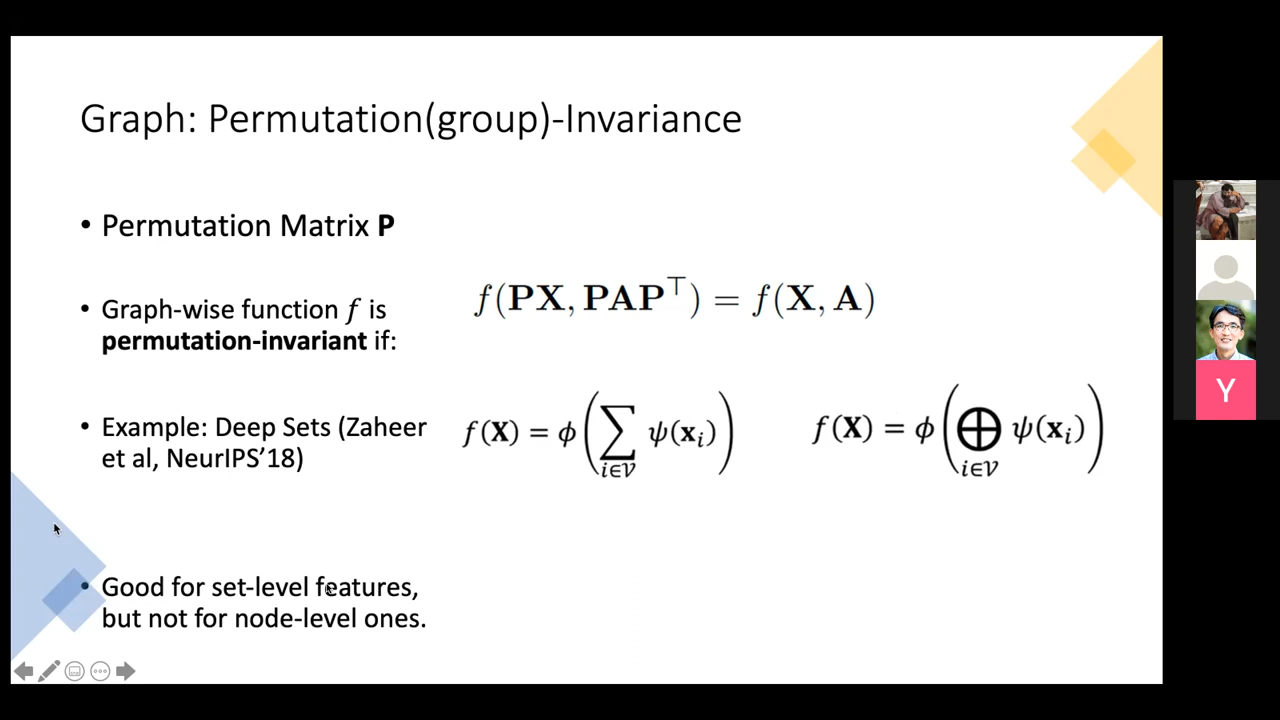 Graph: Permutation(group)-Invariance
• Permutation Matrix P
• Graph-wise function f is
permutation-invariant if:
f(PX, PAP⊤) = f(X, A)
• Example: Deep Sets (Zaheer
et al, NeurIPS’18)
f(X) = ϕ(∑_{i∈𝒱} ψ(x_i))
f(X) = ϕ(⊕_{i∈𝒱} ψ(x_i))
• Good for set-level features,
but not for node-level ones.
Y